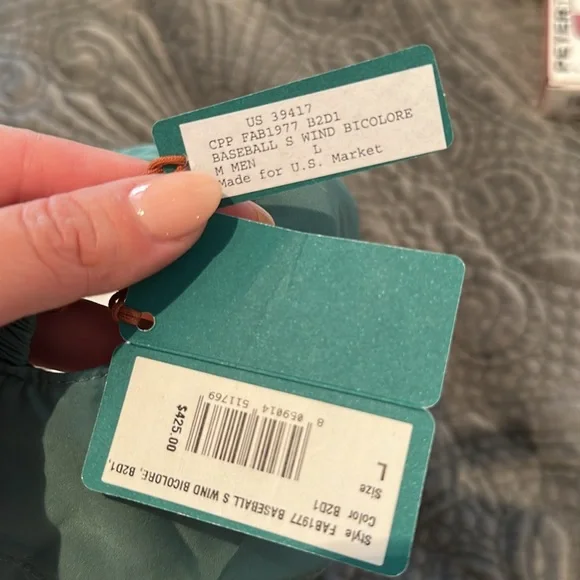 US 39417
CPP FAB1977 B2D1
BASEBALL S WIND BICOLORE
M MEN L
Made for U.S. Market
Style FAB1977 BASEBALL S WIND BICOLORE, B2D1,
Color B2D1
Size
L
8 059014 511769
$425.00
PETER